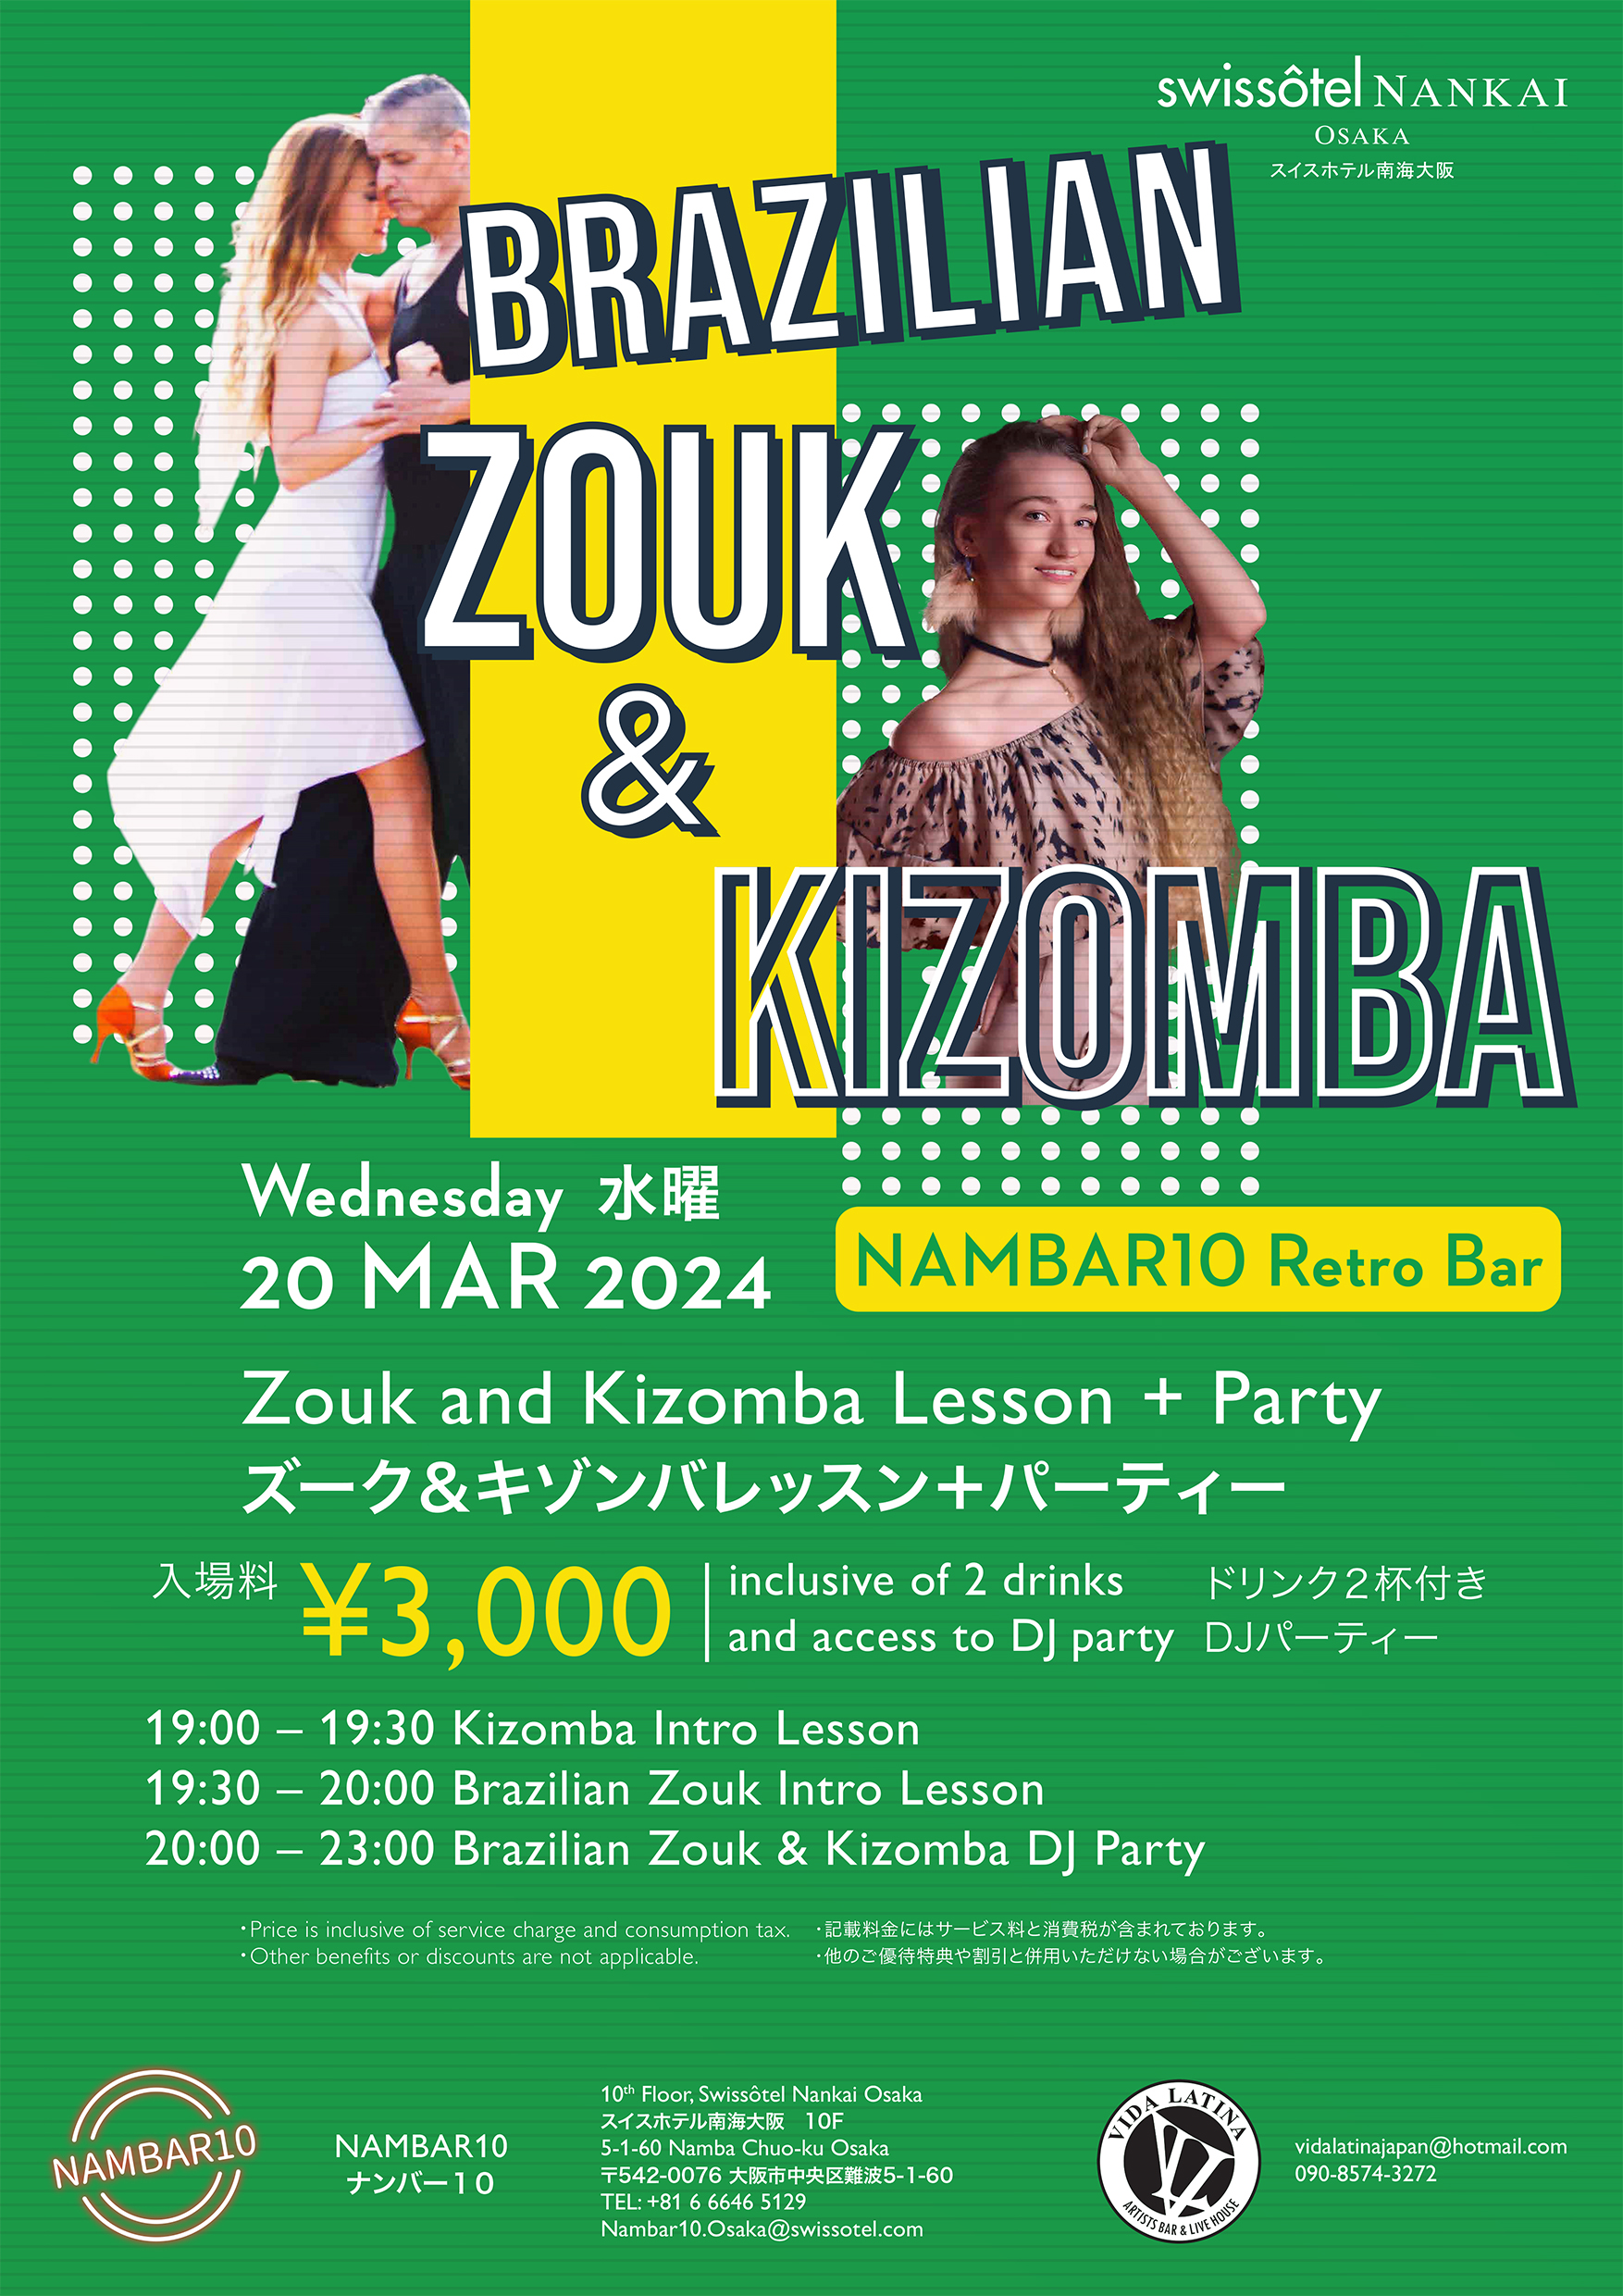 swissôtel NANKAI
OSAKA
スイスホテル南海大阪
BRAZILIAN
ZOUK
&
KIZOMBA
Wednesday 水曜
20 MAR 2024
NAMBAR10 Retro Bar
Zouk and Kizomba Lesson + Party
ズーク&キゾンバレッスン+パーティー
入場料 ¥3,000
inclusive of 2 drinks
and access to DJ party
ドリンク2杯付き
DJパーティー
19:00 – 19:30 Kizomba Intro Lesson
19:30 – 20:00 Brazilian Zouk Intro Lesson
20:00 – 23:00 Brazilian Zouk & Kizomba DJ Party
・Price is inclusive of service charge and consumption tax.
・Other benefits or discounts are not applicable.
・記載料金にはサービス料と消費税が含まれております。
・他のご優待特典や割引と併用いただけない場合がございます。
NAMBAR10
NAMBAR10
ナンバー10
10th Floor, Swissôtel Nankai Osaka
スイスホテル南海大阪 10F
5-1-60 Namba Chuo-ku Osaka
〒542-0076 大阪市中央区難波5-1-60
TEL: +81 6 6646 5129
Nambar10.Osaka@swissotel.com
VIDA LATINA
VL
ARTISTS BAR & LIVE HOUSE
vidalatinajapan@hotmail.com
090-8574-3272